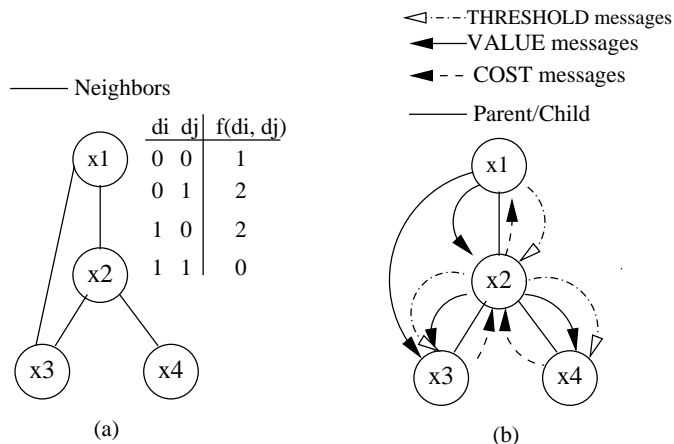 Neighbors
di dj f(di, dj)
0 0 1
0 1 2
1 0 2
1 1 0
x1
x2
x3
x4
(a)
THRESHOLD messages
VALUE messages
COST messages
Parent/Child
x1
x2
x3
x4
(b)